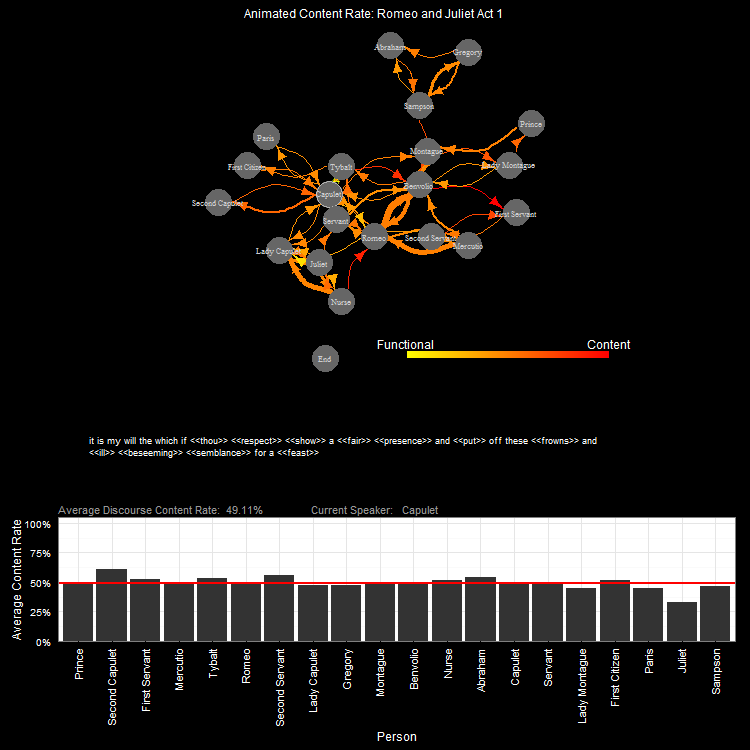 Animated Content Rate: Romeo and Juliet Act 1
Abraham
Gregory
Sampson
Prince
Paris
Montague
First Citizen
Tybalt
Lady Montague
Benvolio
Capulet
Second Capulet
First Servant
Servant
Romeo
Second Servant
Mercutio
Lady Capulet
Juliet
Nurse
End
Functional Content
it is my will the which if <<thou>> <<respect>> <<show>> a <<fair>> <<presence>> and <<put>> off these <<frowns>> and
<<ill>> <<beseeming>> <<semblance>> for a <<feast>>
Average Discourse Content Rate: 49.11% Current Speaker: Capulet
Average Content Rate
100%
75%
50%
25%
0%
Prince
Second Capulet
First Servant
Mercutio
Tybalt
Romeo
Second Servant
Lady Capulet
Gregory
Montague
Benvolio
Nurse
Abraham
Capulet
Servant
Lady Montague
First Citizen
Paris
Juliet
Sampson
Person